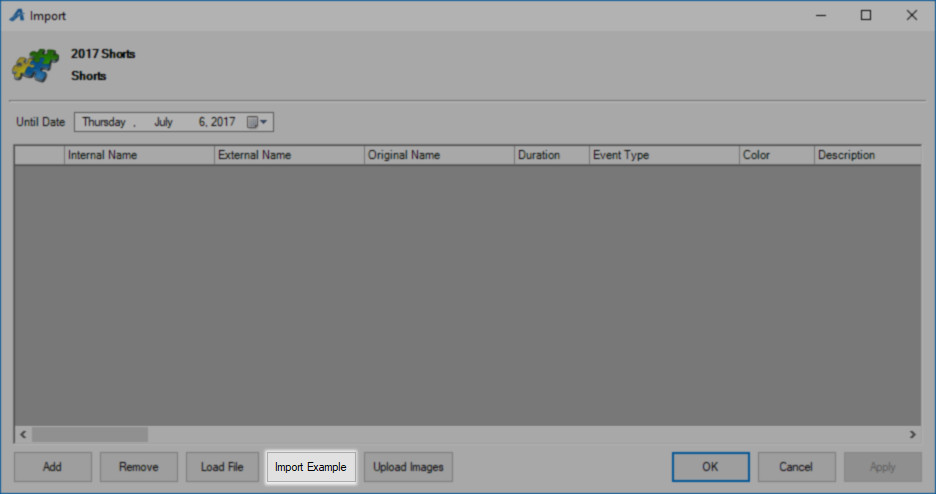 Import
2017 Shorts
Shorts
Until Date Thursday , July 6, 2017
Internal Name External Name Original Name Duration Event Type Color Description
Add Remove Load File Import Example Upload Images OK Cancel Apply